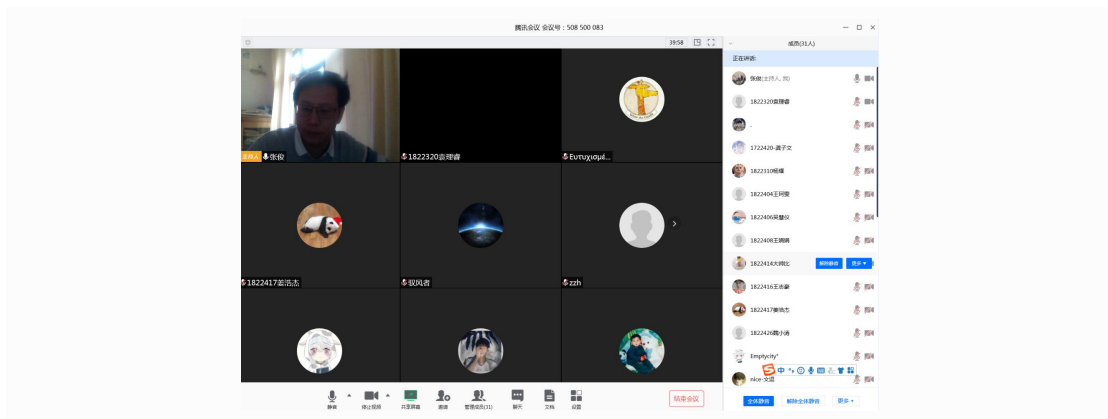 腾讯会议 会议号：508 500 083
39:58
成员(31人)
正在讲话:
主持人 张俊
1822320袁理睿
Ευτυχισμέ...
1822417姜浩杰
驭风者
zzh
张俊(主持人, 我)
1822320袁理睿
.
1722420-龚子文
1822310杨耀
1822404王珂雯
1822406吴慧仪
1822408王娟娟
1822414大帅比 解除静音 更多
1822416王志豪
1822417姜浩杰
1822426魏小涛
Emptycity°
nice-文逗
中
静音 停止视频 共享屏幕 邀请 管理成员(31) 聊天 文档 设置 结束会议
全体静音 解除全体静音 更多